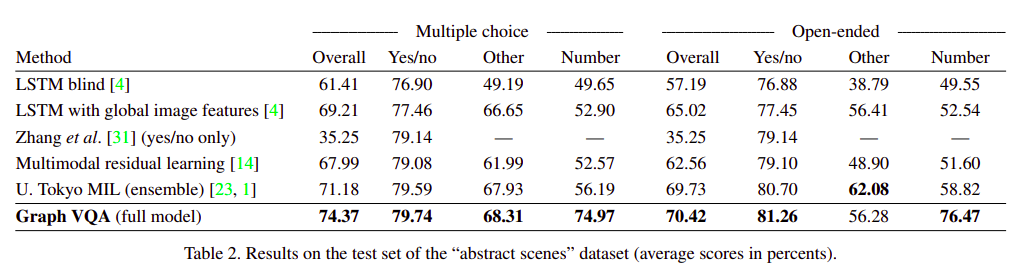 Multiple choice Open-ended
Method Overall Yes/no Other Number Overall Yes/no Other Number
LSTM blind [4] 61.41 76.90 49.19 49.65 57.19 76.88 38.79 49.55
LSTM with global image features [4] 69.21 77.46 66.65 52.90 65.02 77.45 56.41 52.54
Zhang et al. [31] (yes/no only) 35.25 79.14 — — 35.25 79.14 — —
Multimodal residual learning [14] 67.99 79.08 61.99 52.57 62.56 79.10 48.90 51.60
U. Tokyo MIL (ensemble) [23, 1] 71.18 79.59 67.93 56.19 69.73 80.70 62.08 58.82
Graph VQA (full model) 74.37 79.74 68.31 74.97 70.42 81.26 56.28 76.47
Table 2. Results on the test set of the “abstract scenes” dataset (average scores in percents).